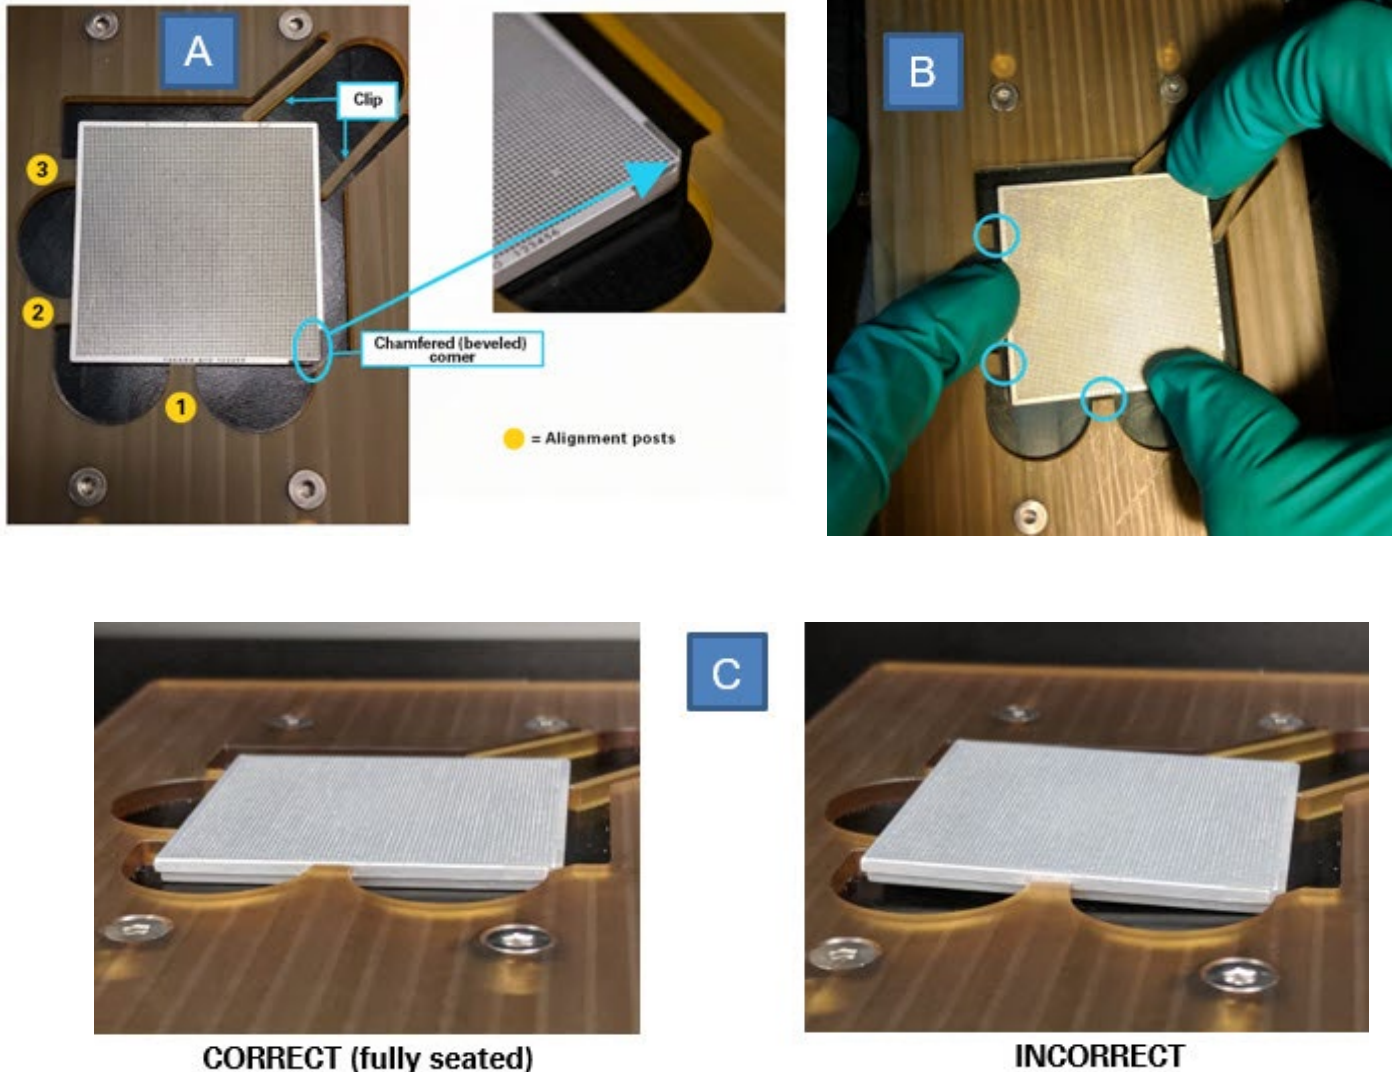 A
B
Clip
3
2
1
Chamfered (beveled)
corner
= Alignment posts
C
CORRECT (fully seated)
INCORRECT